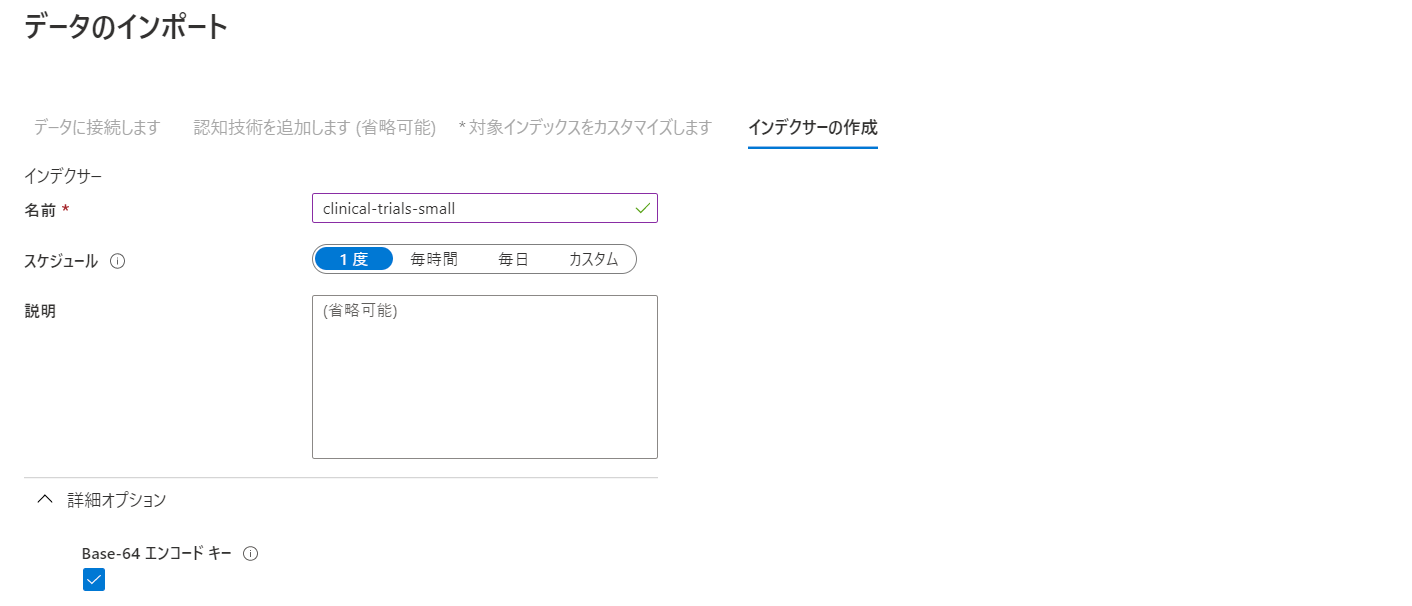 データのインポート
データに接続します 認知技術を追加します (省略可能) * 対象インデックスをカスタマイズします インデクサーの作成
インデクサー
名前 * clinical-trials-small
スケジュール 1 度 毎時間 毎日 カスタム
説明 (省略可能)
詳細オプション
Base-64 エンコード キー